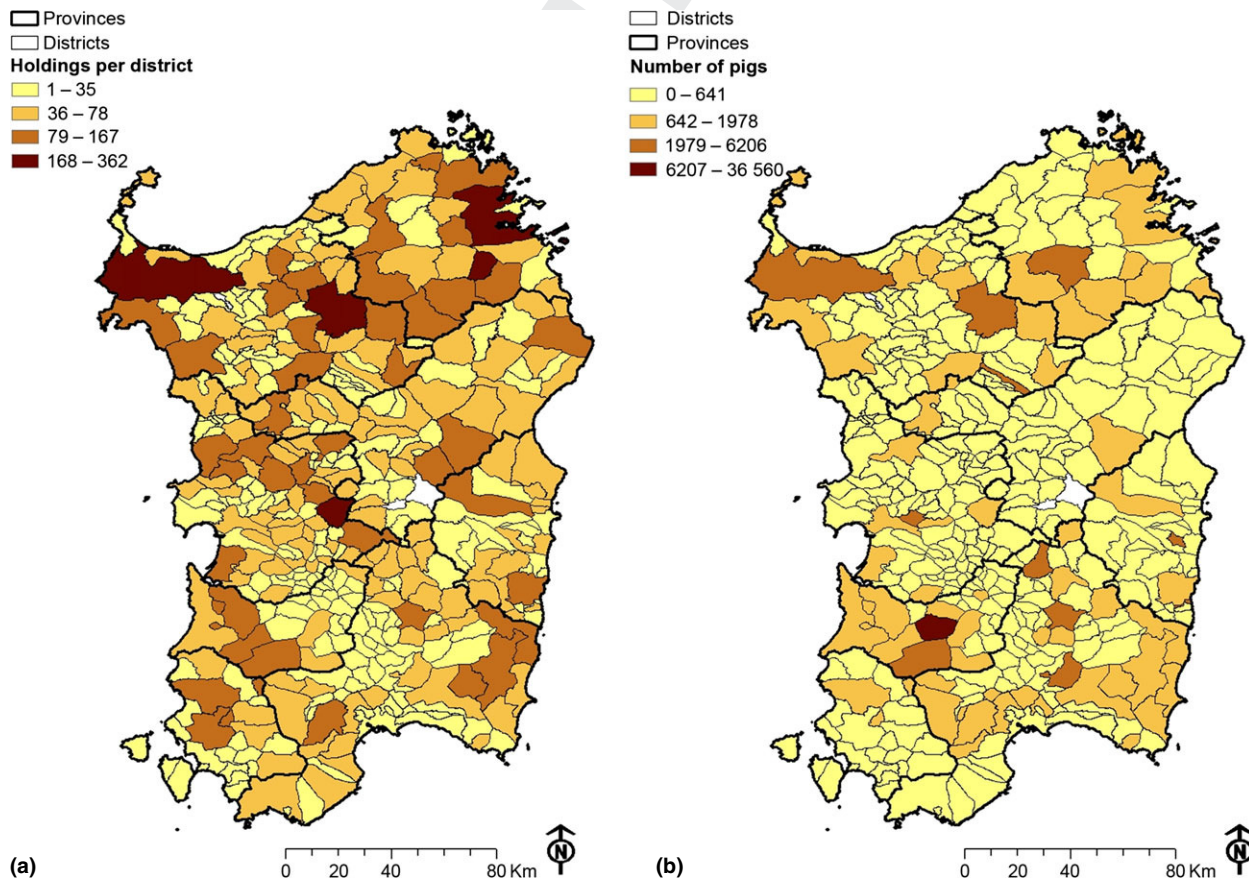 Provinces
Districts
Holdings per district
1 – 35
36 – 78
79 – 167
168 – 362
(a)
N
0 20 40 80 Km
Districts
Provinces
Number of pigs
0 – 641
642 – 1978
1979 – 6206
6207 – 36 560
(b)
N
0 20 40 80 Km